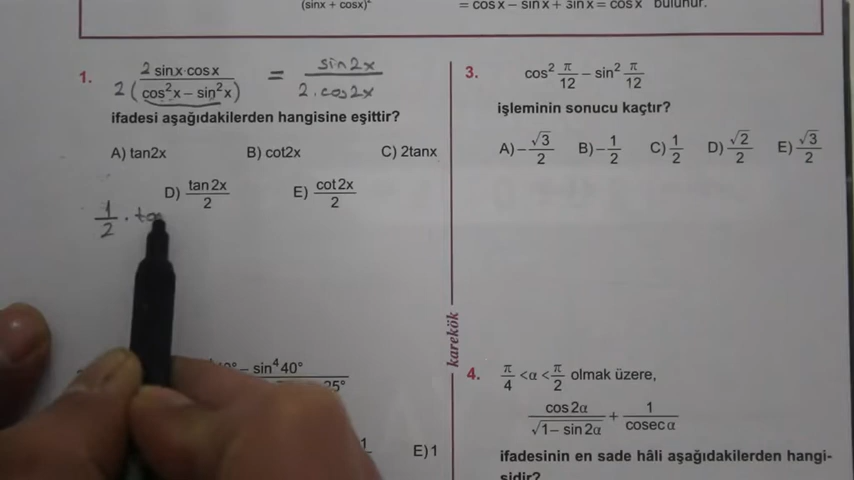 (sinx + cosx)²
= cosx – sinx + sinx = cosx bulunur.
1. 2 sinx·cosx / 2 (cos²x – sin²x) = sin2x / 2.cos2x
ifadesi aşağıdakilerden hangisine eşittir?
A) tan2x B) cot2x C) 2tanx
D) tan2x / 2 E) cot2x / 2
1/2 . ta
– sin⁴40°
E) 1
3. cos² π/12 – sin² π/12
işleminin sonucu kaçtır?
A) –√3/2 B) –1/2 C) 1/2 D) √2/2 E) √3/2
karekök
4. π/4 < α < π/2 olmak üzere,
cos2α / √1– sin2α + 1 / cosecα
ifadesinin en sade hâli aşağıdakilerden hangi-
sidir?